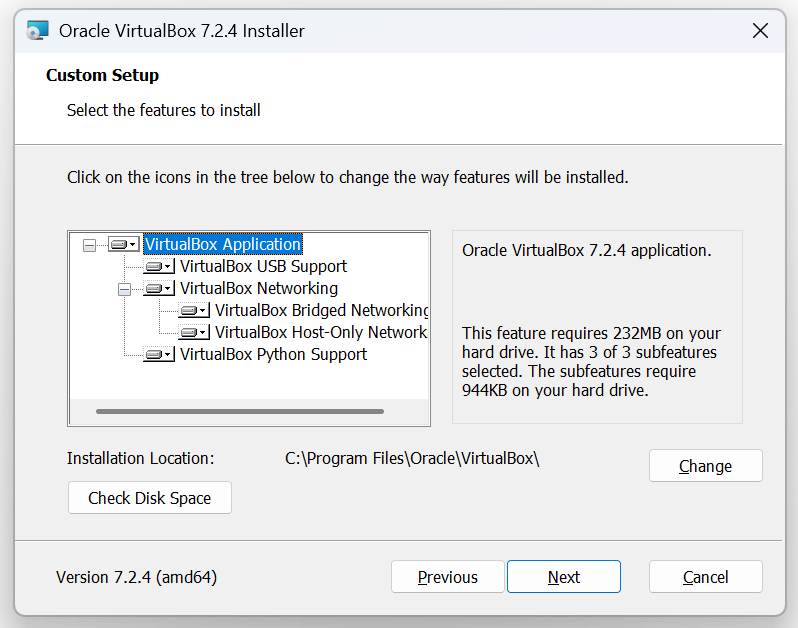 Oracle VirtualBox 7.2.4 Installer
Custom Setup
Select the features to install
Click on the icons in the tree below to change the way features will be installed.
VirtualBox Application
VirtualBox USB Support
VirtualBox Networking
VirtualBox Bridged Networking
VirtualBox Host-Only Network
VirtualBox Python Support
Oracle VirtualBox 7.2.4 application.
This feature requires 232MB on your
hard drive. It has 3 of 3 subfeatures
selected. The subfeatures require
944KB on your hard drive.
Installation Location:
C:\Program Files\Oracle\VirtualBox\
Change
Check Disk Space
Version 7.2.4 (amd64)
Previous
Next
Cancel